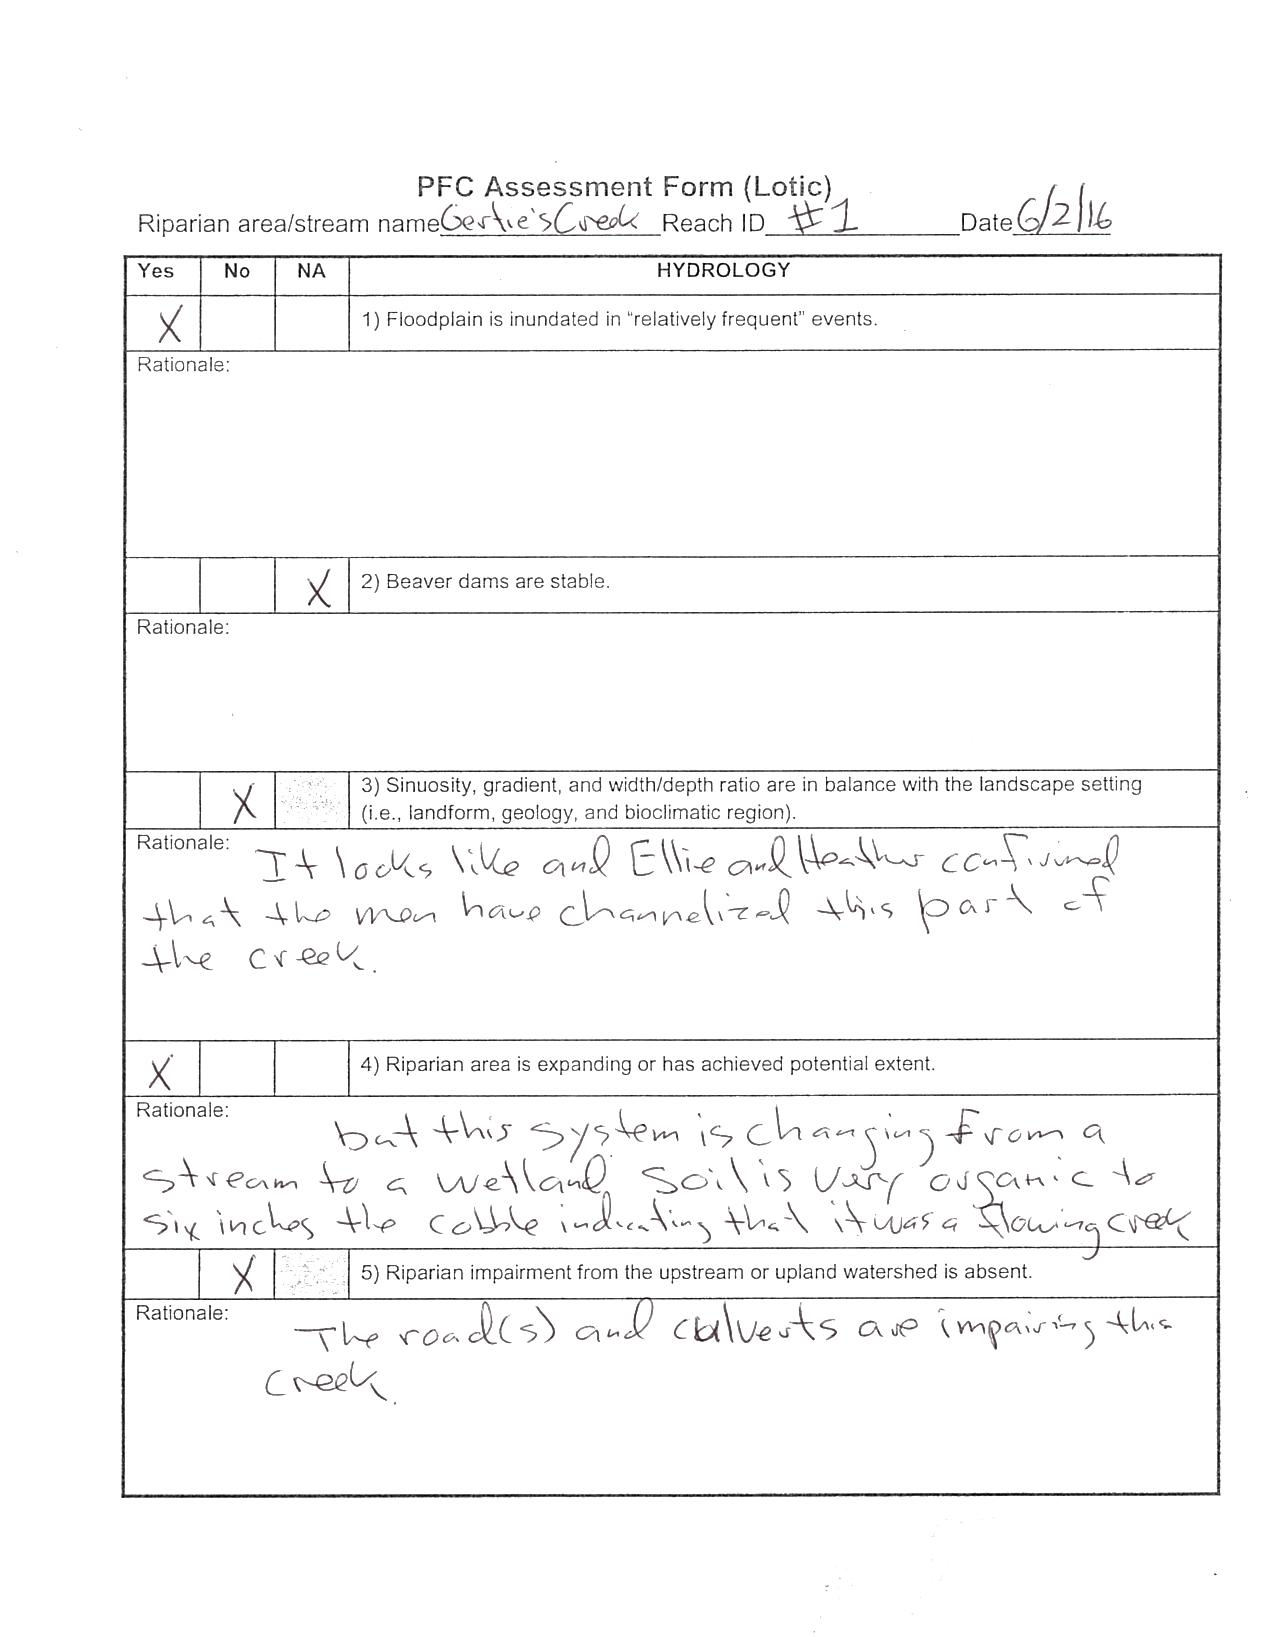 PFC Assessment Form (Lotic)
Riparian area/stream name Gertie's Creek Reach ID #1 Date 6/2/16
Yes No NA HYDROLOGY
X 1) Floodplain is inundated in "relatively frequent" events.
Rationale:
X 2) Beaver dams are stable.
Rationale:
X 3) Sinuosity, gradient, and width/depth ratio are in balance with the landscape setting
(i.e., landform, geology, and bioclimatic region).
Rationale: It looks like and Ellie and Heather confirmed
that the men have channelized this part of
the creek.
X 4) Riparian area is expanding or has achieved potential extent.
Rationale: but this system is changing from a
stream to a wetland. Soil is very organic to
six inches the cobble indicating that it was a flowing creek
X 5) Riparian impairment from the upstream or upland watershed is absent.
Rationale: The road(s) and culverts are impairing this
creek.